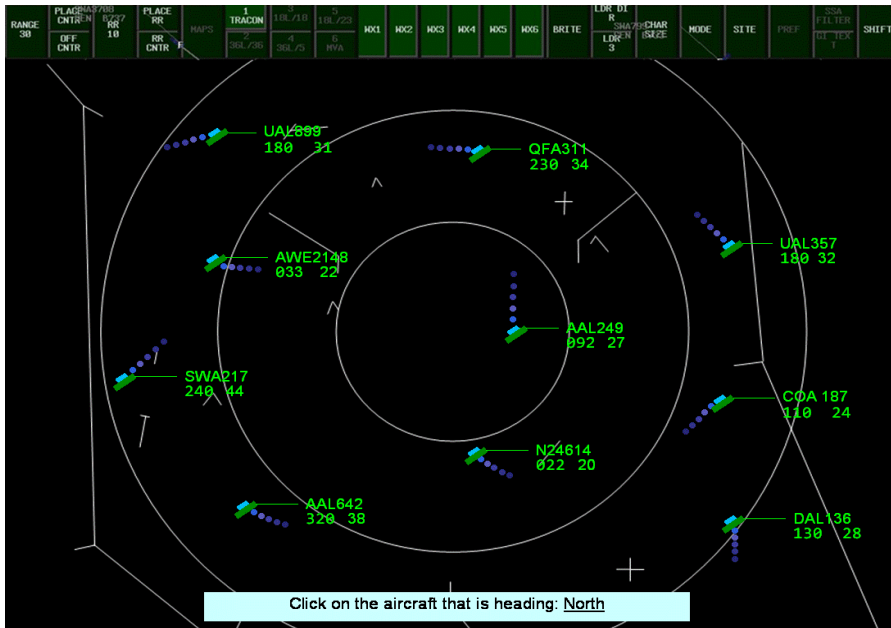 RANGE
30
PLACE
CNTR
OFF
CNTR
RR
10
PLACE
RR
RR
CNTR
MAPS
1
TRACON
2
36L/36
3
18L/18
4
36L/5
5
18L/23
6
MVA
WX1
WX2
WX3
WX4
WX5
WX6
BRITE
LDR DI
R
LDR
3
CHAR
SIZE
MODE
SITE
PREF
SSA
FILTER
GI TEX
T
SHIFT
UAL899
180 31
QFA311
230 34
UAL357
180 32
AWE2148
033 22
AAL249
092 27
SWA217
240 44
COA 187
110 24
N24614
022 20
AAL642
320 38
DAL136
130 28
Click on the aircraft that is heading: North